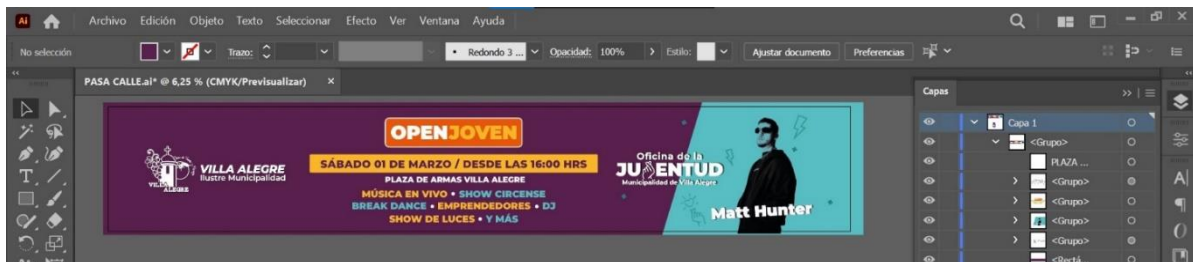 Ai Archivo Edición Objeto Texto Seleccionar Efecto Ver Ventana Ayuda
No selección Trazo: Redondo 3 ... Opacidad: 100% Estilo: Ajustar documento Preferencias
PASA CALLE.ai* @ 6,25 % (CMYK/Previsualizar) ×
OPENJOVEN
SÁBADO 01 DE MARZO / DESDE LAS 16:00 HRS
PLAZA DE ARMAS VILLA ALEGRE
MÚSICA EN VIVO • SHOW CIRCENSE
BREAK DANCE • EMPRENDEDORES • DJ
SHOW DE LUCES • Y MÁS
VILLA ALEGRE
VILLA ALEGRE
Ilustre Municipalidad
Oficina de la
JUVENTUD
Municipalidad de Villa Alegre
Matt Hunter
Capas
Capa 1
<Grupo>
PLAZA ...
<Grupo>
<Grupo>
<Grupo>
<Grupo>
<Rectá